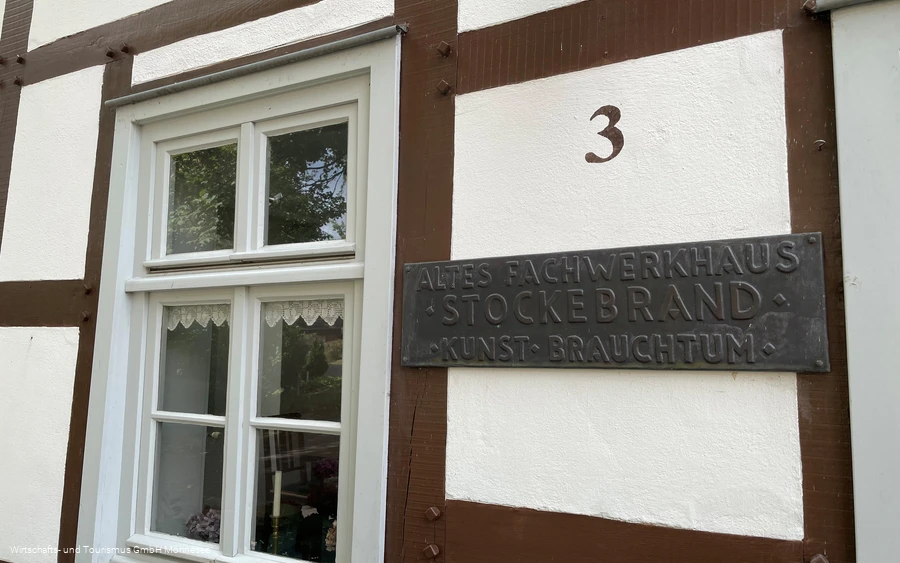 3
ALTES FACHWERKHAUS
· STOCKEBRAND ·
· KUNST · BRAUCHTUM ·
Wirtschafts- und Tourismus GmbH Möhnesee